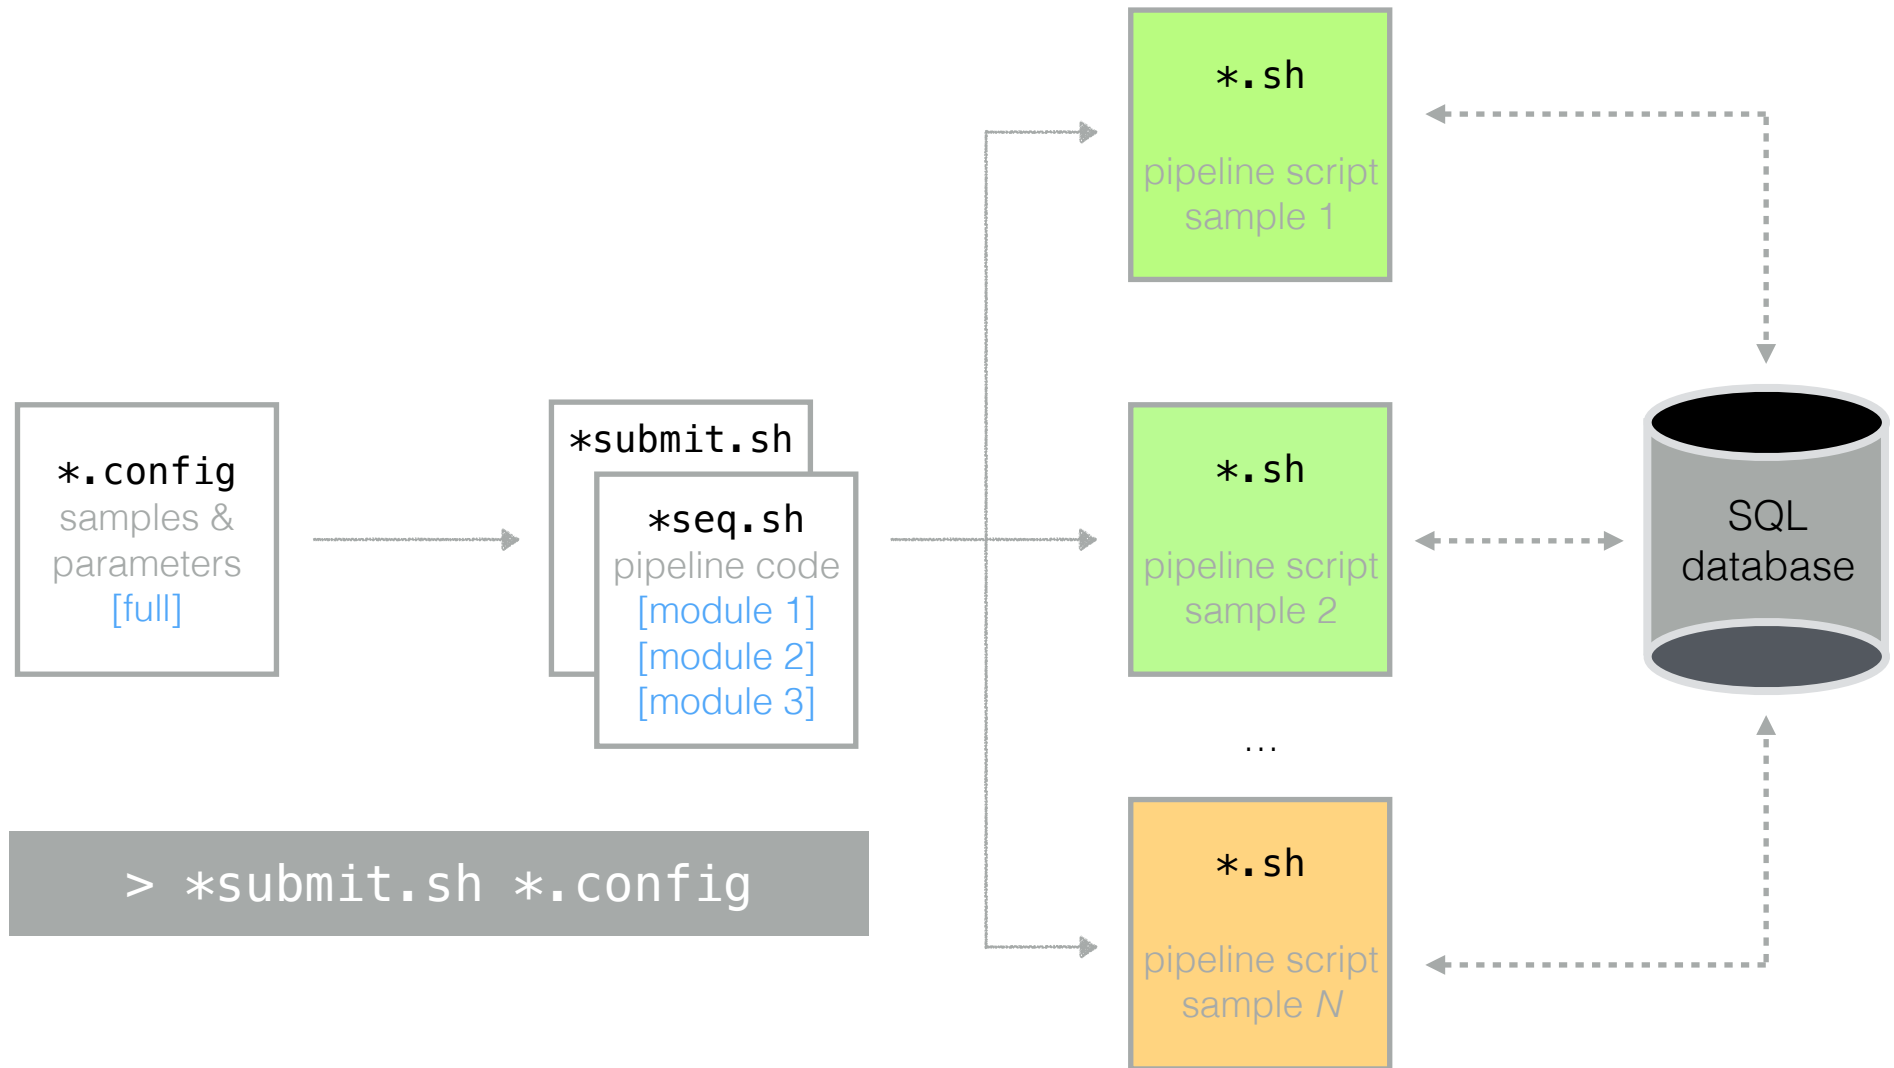 *.config
samples &
parameters
[full]
*submit.sh
*seq.sh
pipeline code
[module 1]
[module 2]
[module 3]
> *submit.sh *.config
*.sh
pipeline script
sample 1
*.sh
pipeline script
sample 2
...
*.sh
pipeline script
sample N
SQL
database